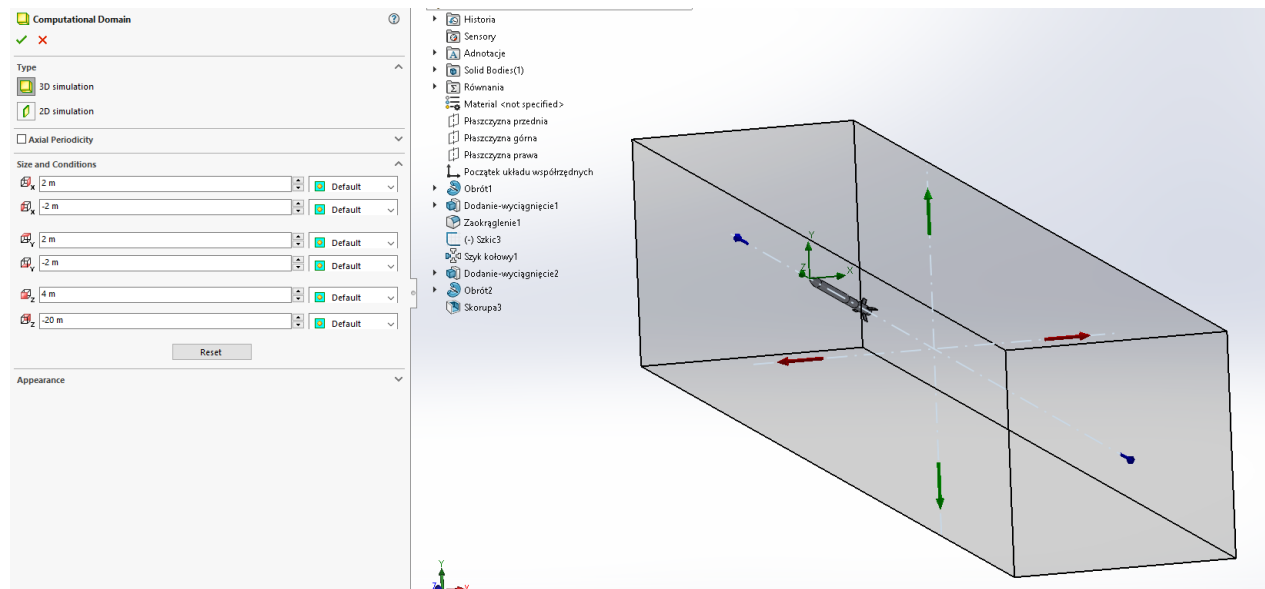 Computational Domain
Type
3D simulation
2D simulation
Axial Periodicity
Size and Conditions
X 2 m Default
X -2 m Default
Y 2 m Default
Y -2 m Default
Z 4 m Default
Z -20 m Default
Reset
Appearance
Historia
Sensory
Adnotacje
Solid Bodies(1)
Równania
Material <not specified>
Płaszczyzna przednia
Płaszczyzna górna
Płaszczyzna prawa
Początek układu współrzędnych
Obrót1
Dodanie-wyciągnięcie1
Zaokrąglenie1
(-) Szkic3
Szyk kołowy1
Dodanie-wyciągnięcie2
Obrót2
Skorupa3
Y
Z X
Y